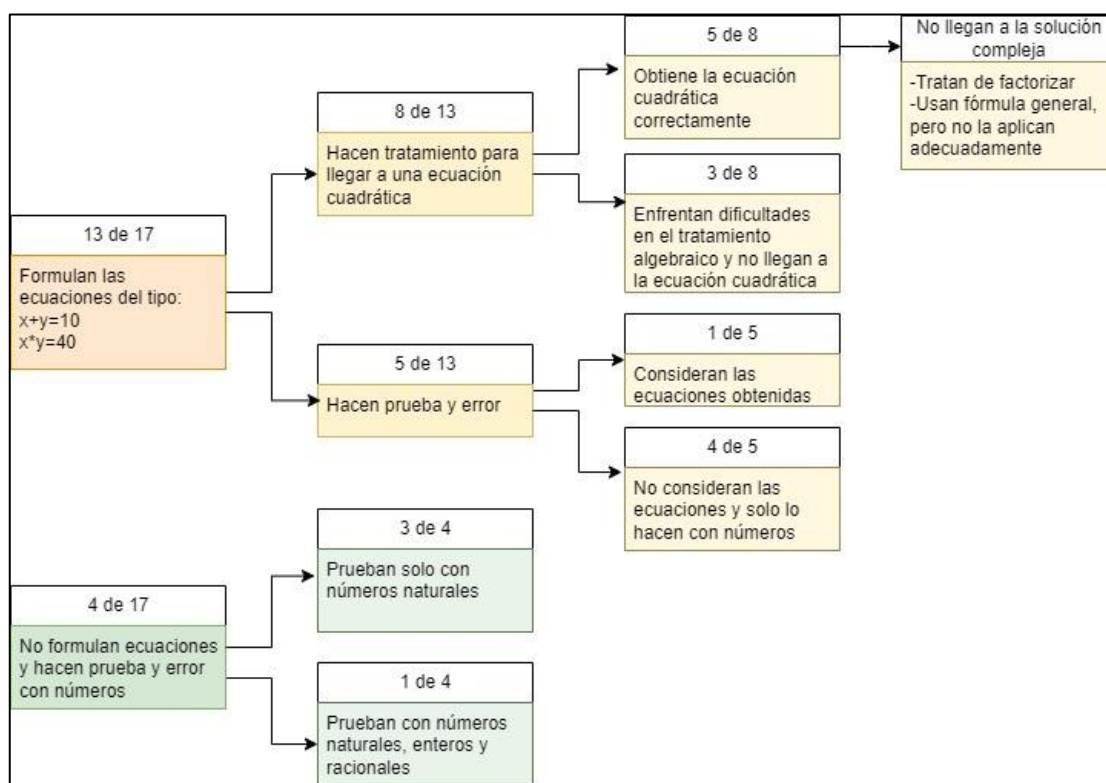 13 de 17
Formulan las
ecuaciones del tipo:
x+y=10
x*y=40
8 de 13
Hacen tratamiento para
llegar a una ecuación
cuadrática
5 de 8
Obtiene la ecuación
cuadrática
correctamente
No llegan a la solución
compleja
-Tratan de factorizar
-Usan fórmula general,
pero no la aplican
adecuadamente
3 de 8
Enfrentan dificultades
en el tratamiento
algebraico y no llegan a
la ecuación cuadrática
5 de 13
Hacen prueba y error
1 de 5
Consideran las
ecuaciones obtenidas
4 de 5
No consideran las
ecuaciones y solo lo
hacen con números
4 de 17
No formulan ecuaciones
y hacen prueba y error
con números
3 de 4
Prueban solo con
números naturales
1 de 4
Prueban con números
naturales, enteros y
racionales